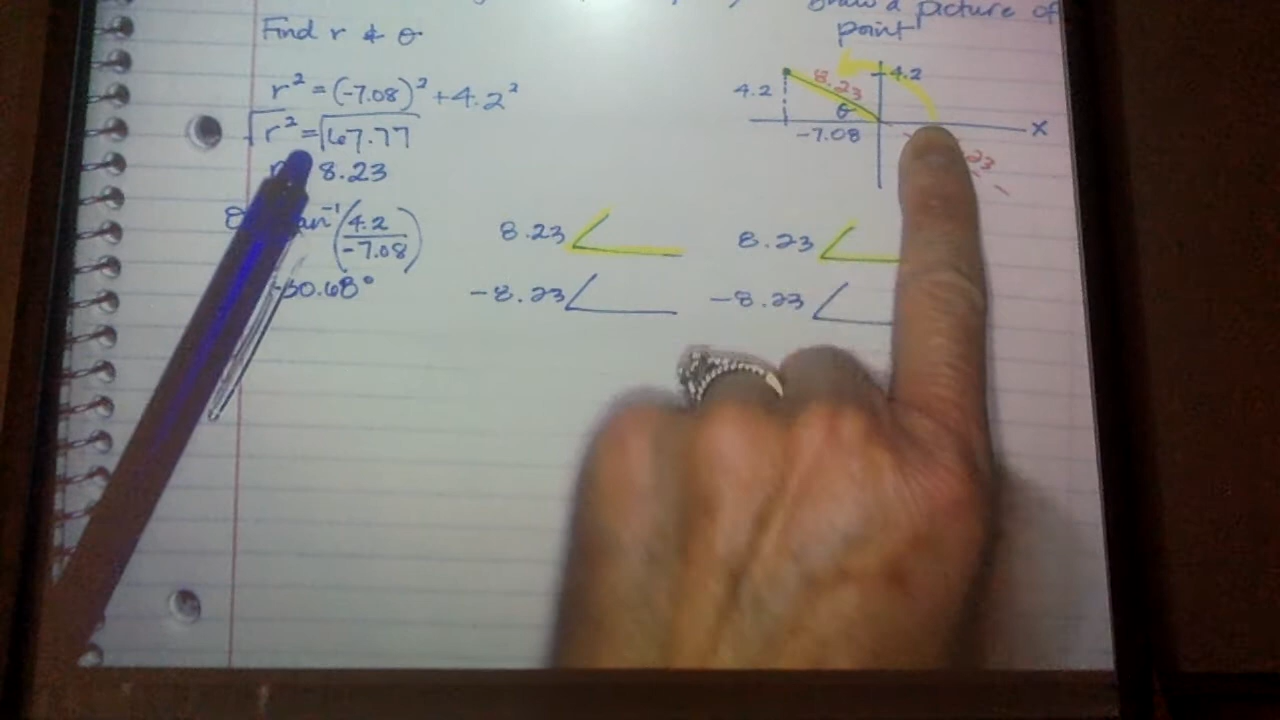 Draw a picture of
Find r & θ
point
r² = (-7.08)² + 4.2²
√r² = √67.77
8.23
tan⁻¹(4.2/-7.08)
-30.68°
4.2
8.23
4.2
θ
-7.08
x
23
8.23∠
8.23∠
-8.23∠
-8.23∠